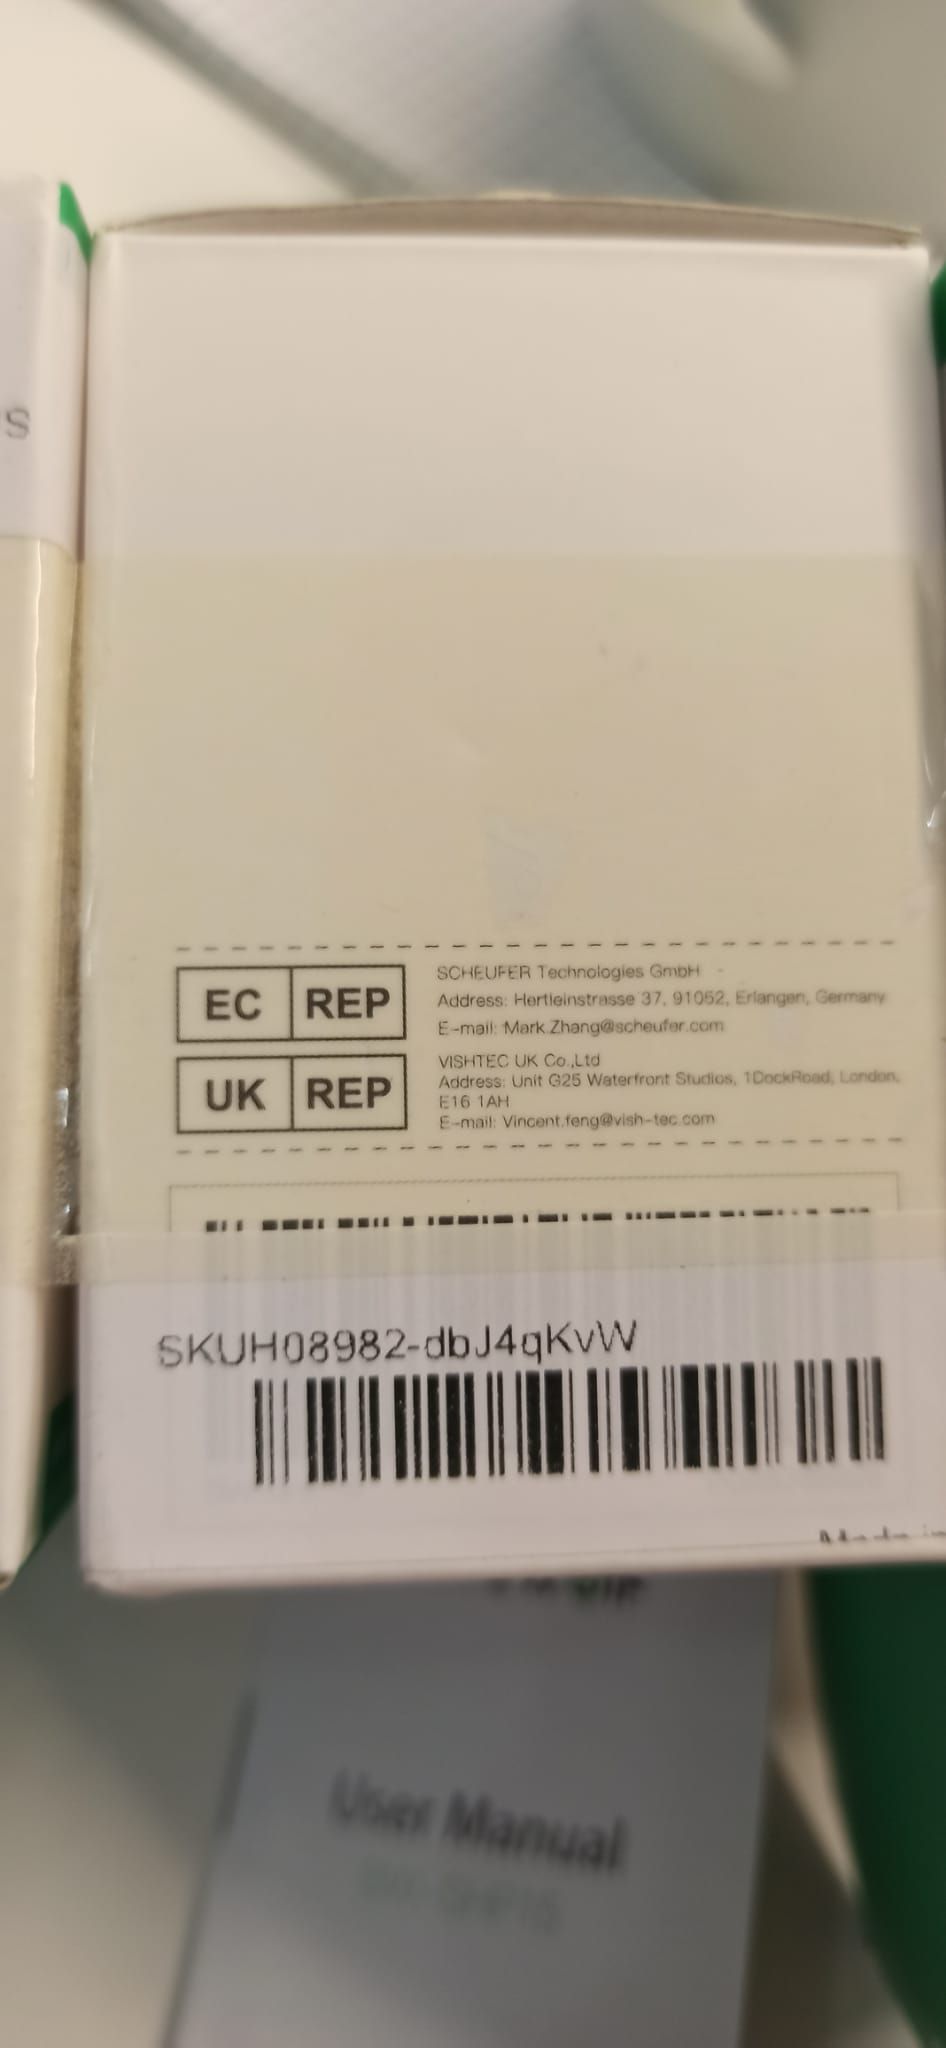 S
EC REP
SCHEUFER Technologies GmbH
Address: Hertleinstrasse 37, 91052, Erlangen, Germany
E-mail: Mark.Zhang@scheufer.com
UK REP
VISHTEC UK Co.,Ltd
Address: Unit G25 Waterfront Studios, 1DockRoad, London,
E16 1AH
E-mail: Vincent.feng@vish-tec.com
SKUH08982-dbJ4qKvW
Made in
User Manual